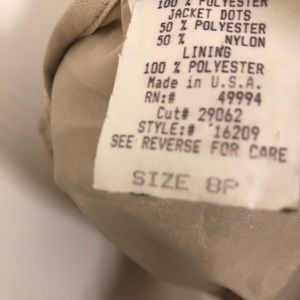 100 % POLYESTER
JACKET DOTS
50 % POLYESTER
50 % NYLON
LINING
100 % POLYESTER
Made in U.S.A.
RN:# 49994
Cut# 29062
STYLE:# 16209
SEE REVERSE FOR CARE
SIZE 8P